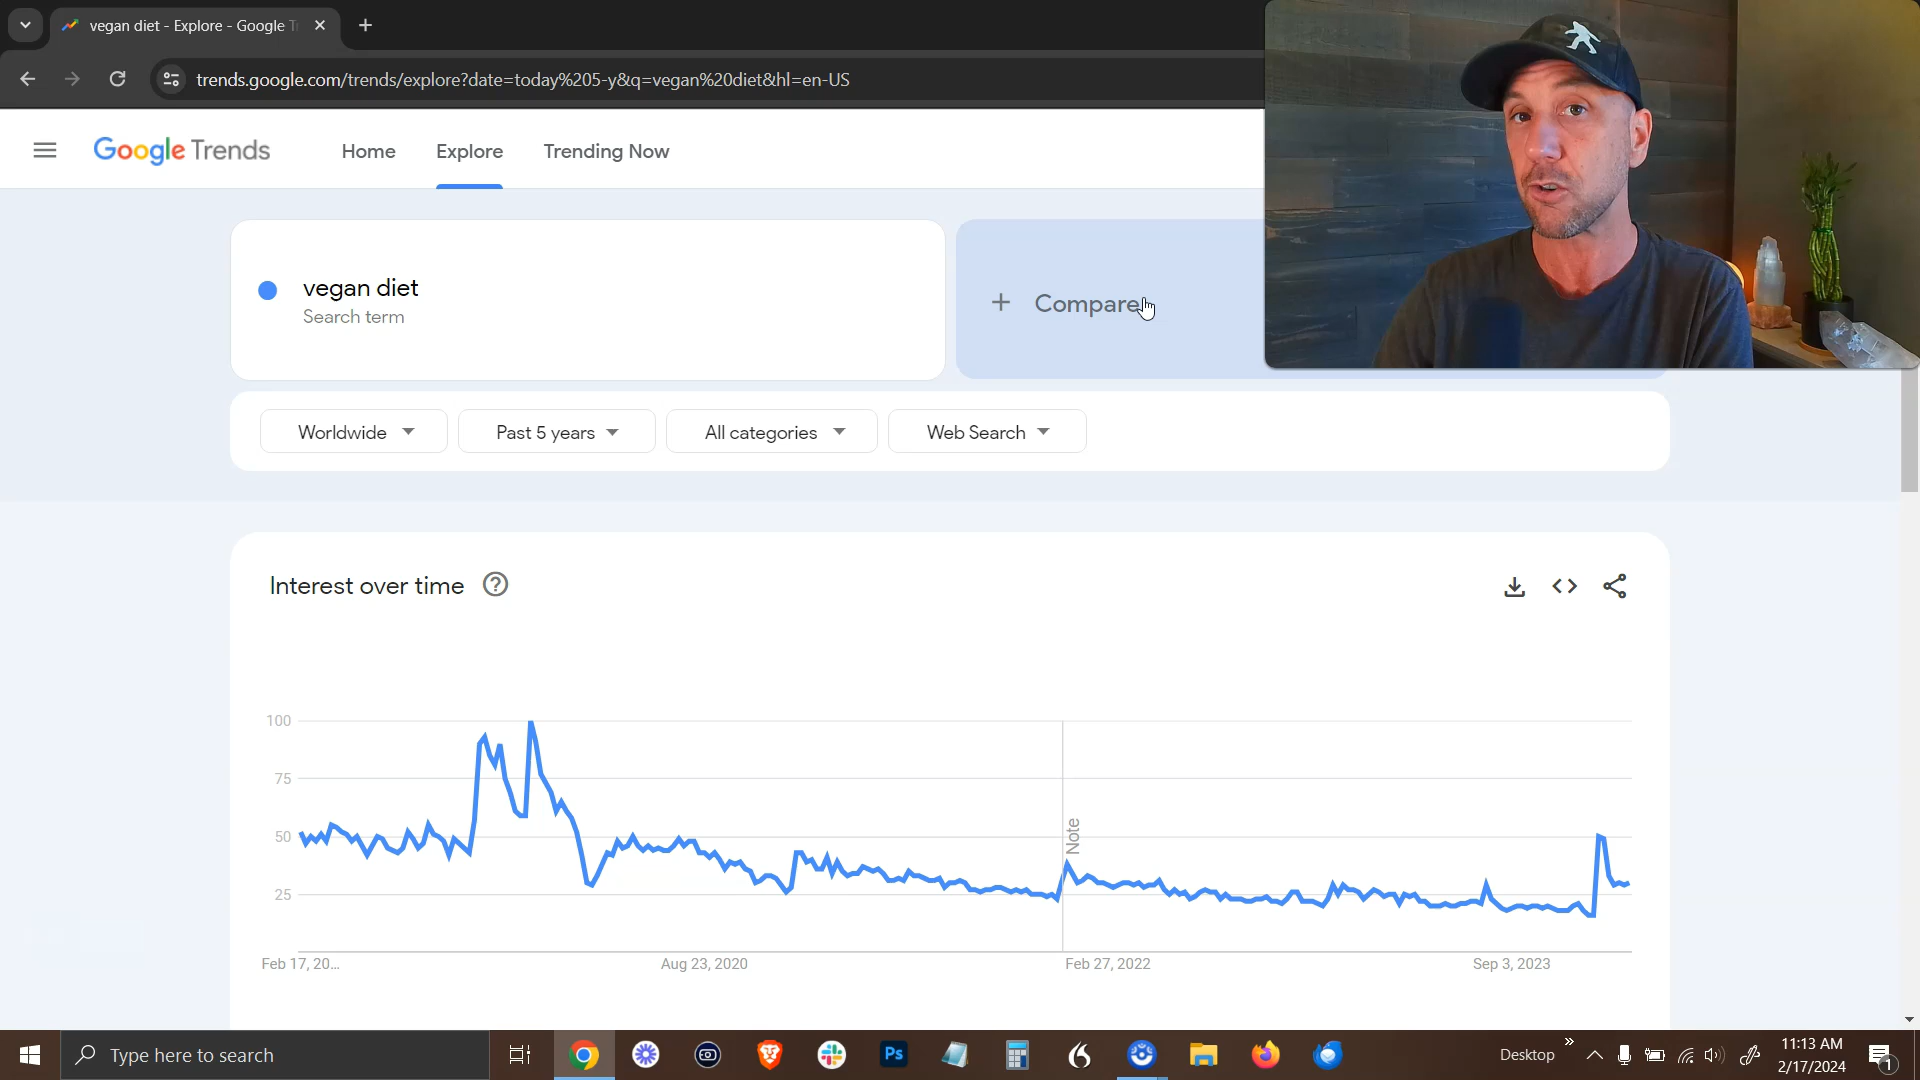 vegan diet - Explore - Google T
trends.google.com/trends/explore?date=today%205-y&q=vegan%20diet&hl=en-US
Google Trends
Home
Explore
Trending Now
vegan diet
Search term
+ Compare
Worldwide
Past 5 years
All categories
Web Search
Interest over time
100
75
50
25
Note
Feb 17, 20...
Aug 23, 2020
Feb 27, 2022
Sep 3, 2023
Type here to search
Ps
Desktop
11:13 AM
2/17/2024
1